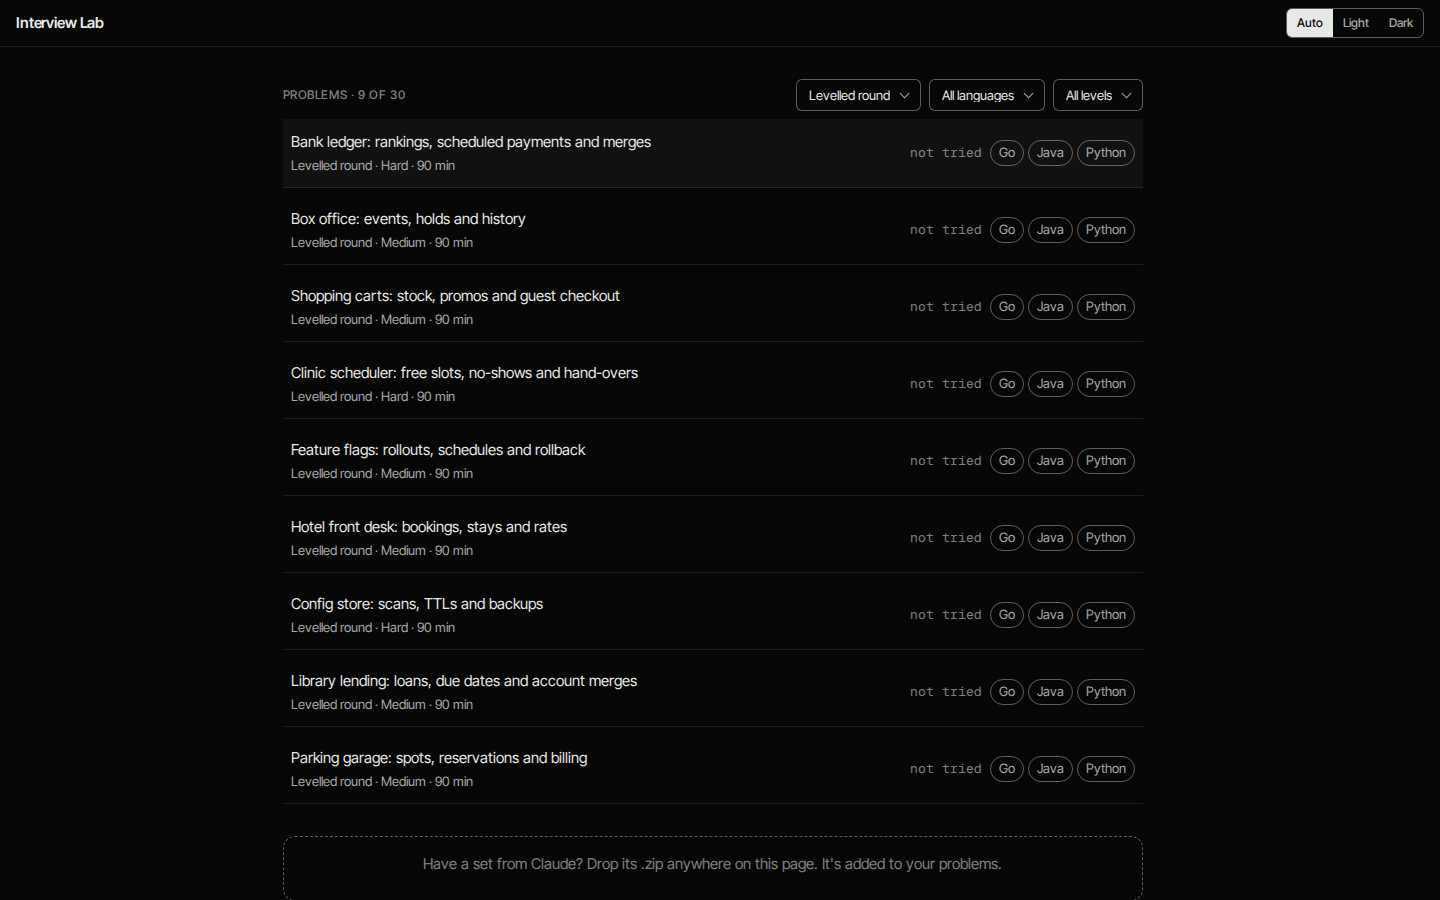 Interview Lab
Auto Light Dark
PROBLEMS · 9 OF 30
Levelled round All languages All levels
Bank ledger: rankings, scheduled payments and merges
Levelled round · Hard · 90 min
not tried Go Java Python
Box office: events, holds and history
Levelled round · Medium · 90 min
not tried Go Java Python
Shopping carts: stock, promos and guest checkout
Levelled round · Medium · 90 min
not tried Go Java Python
Clinic scheduler: free slots, no-shows and hand-overs
Levelled round · Hard · 90 min
not tried Go Java Python
Feature flags: rollouts, schedules and rollback
Levelled round · Medium · 90 min
not tried Go Java Python
Hotel front desk: bookings, stays and rates
Levelled round · Medium · 90 min
not tried Go Java Python
Config store: scans, TTLs and backups
Levelled round · Hard · 90 min
not tried Go Java Python
Library lending: loans, due dates and account merges
Levelled round · Medium · 90 min
not tried Go Java Python
Parking garage: spots, reservations and billing
Levelled round · Medium · 90 min
not tried Go Java Python
Have a set from Claude? Drop its .zip anywhere on this page. It's added to your problems.